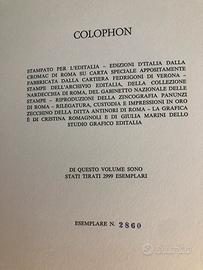 COLOPHON
STAMPATO PER L'EDITALIA - EDIZIONI D'ITALIA DALLA
CROMAC DI ROMA SU CARTA SPECIALE APPOSITAMENTE
FABBRICATA DALLA CARTIERA FEDRIGONI DI VERONA -
STAMPE DELL'ARCHIVIO EDITALIA, DELLA COLLEZIONE
NARDECCHIA DI ROMA, DEL GABINETTO NAZIONALE DELLE
STAMPE - RIPRODUZIONI DELLA ZINCOGRAFIA PANUNZI
DI ROMA - RILEGATURA, CUSTODIA E IMPRESSIONI IN ORO
ZECCHINO DELLA DITTA ANTINORI DI ROMA - LA GRAFICA
È DI CRISTINA ROMAGNOLI E DI GIULIA MARINI DELLO
STUDIO GRAFICO EDITALIA
DI QUESTO VOLUME SONO
STATI TIRATI 2999 ESEMPLARI
ESEMPLARE N. 2860
subito